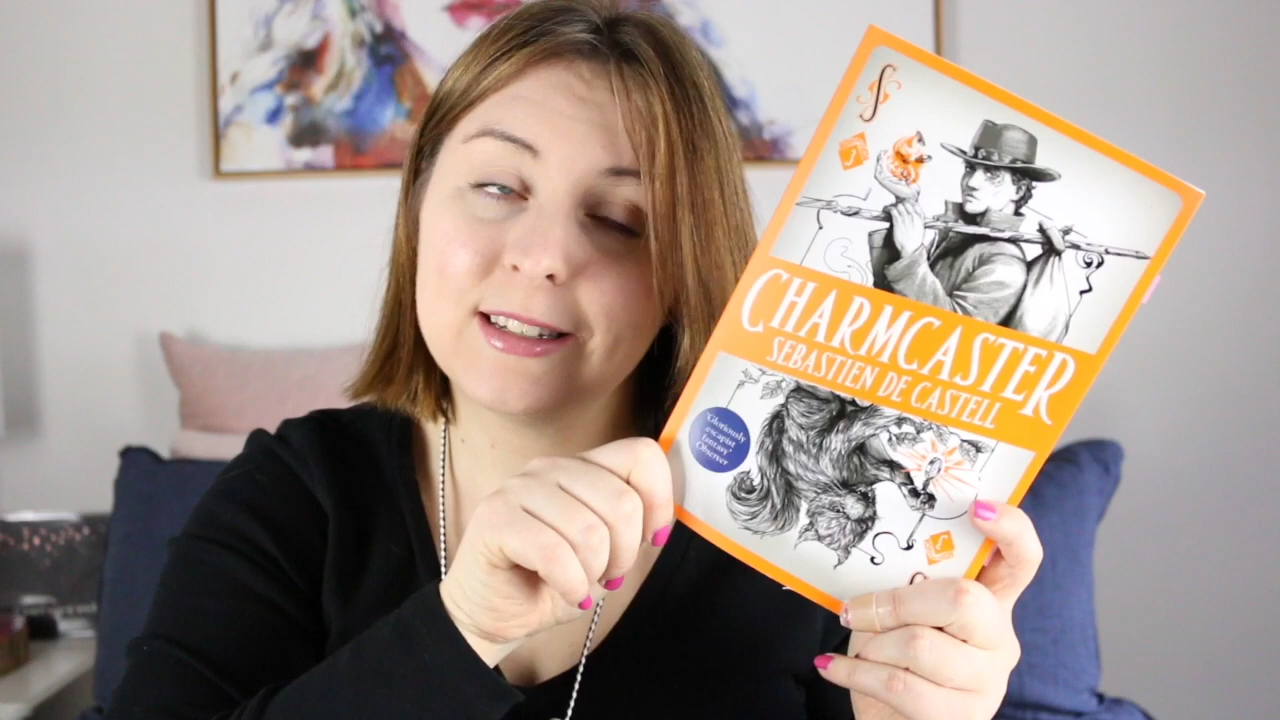 CHARMCASTER
SEBASTIEN DE CASTELL
'Gloriously
escapist
fantasy'
Observer